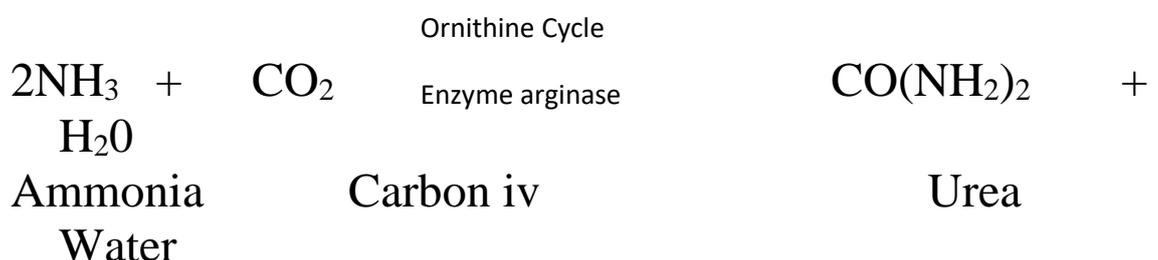 Ornithine Cycle
2NH₃ + CO₂ Enzyme arginase CO(NH₂)₂ +
H₂0
Ammonia Carbon iv Urea
Water